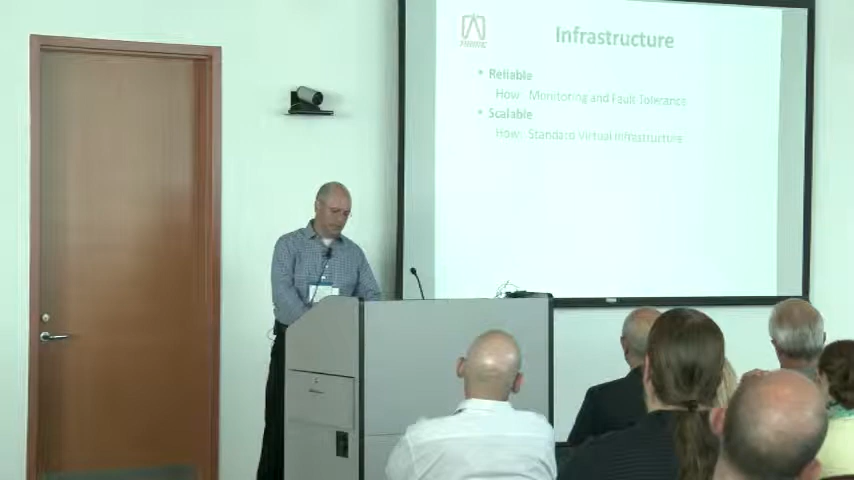 Infrastructure
• Reliable
How: Monitoring and Fault Tolerance
• Scalable
How: Standard Virtual Infrastructure